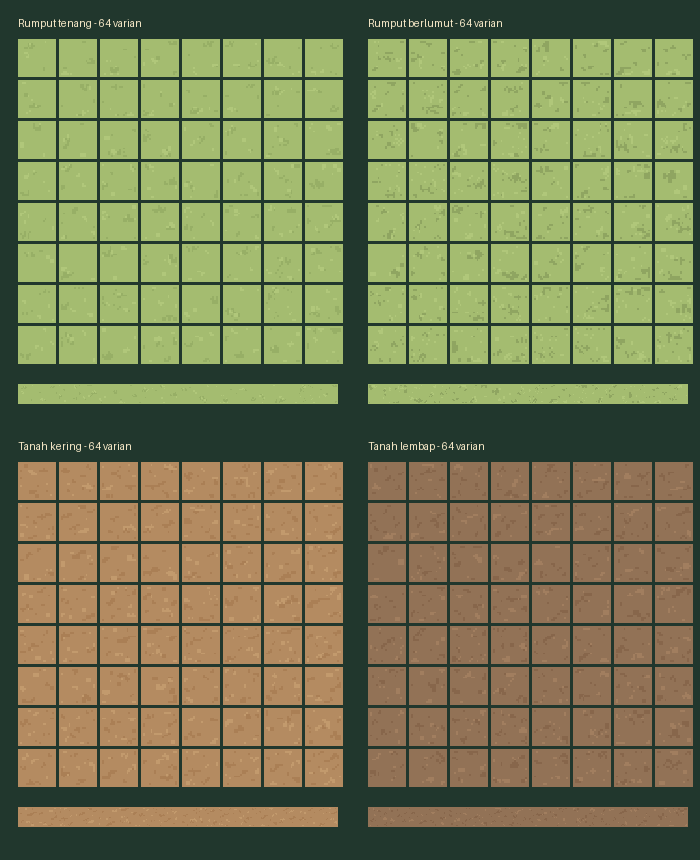 Rumput tenang - 64 varian
Rumput berlumut - 64 varian
Tanah kering - 64 varian
Tanah lembap - 64 varian